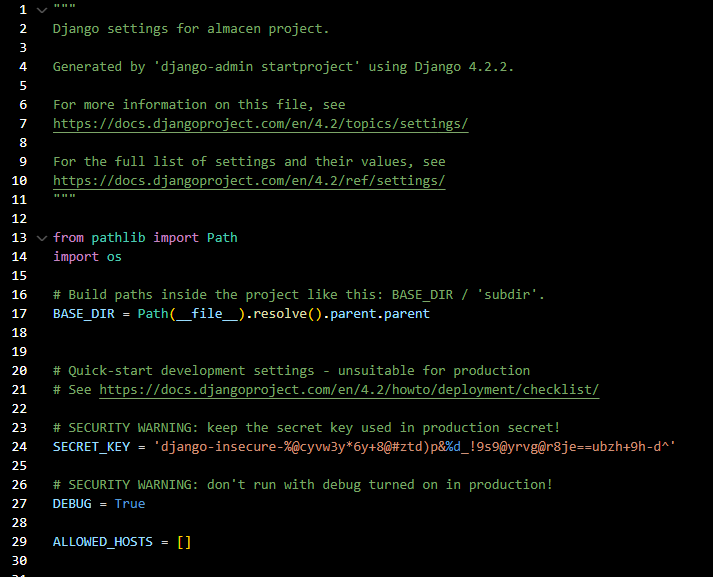 1 """
2 Django settings for almacen project.
3
4 Generated by 'django-admin startproject' using Django 4.2.2.
5
6 For more information on this file, see
7 https://docs.djangoproject.com/en/4.2/topics/settings/
8
9 For the full list of settings and their values, see
10 https://docs.djangoproject.com/en/4.2/ref/settings/
11 """
12
13 from pathlib import Path
14 import os
15
16 # Build paths inside the project like this: BASE_DIR / 'subdir'.
17 BASE_DIR = Path(__file__).resolve().parent.parent
18
19
20 # Quick-start development settings - unsuitable for production
21 # See https://docs.djangoproject.com/en/4.2/howto/deployment/checklist/
22
23 # SECURITY WARNING: keep the secret key used in production secret!
24 SECRET_KEY = 'django-insecure-%@cyvw3y*6y+8@#ztd)p&%d_!9s9@yrvg@r8je==ubzh+9h-d^'
25
26 # SECURITY WARNING: don't run with debug turned on in production!
27 DEBUG = True
28
29 ALLOWED_HOSTS = []
30